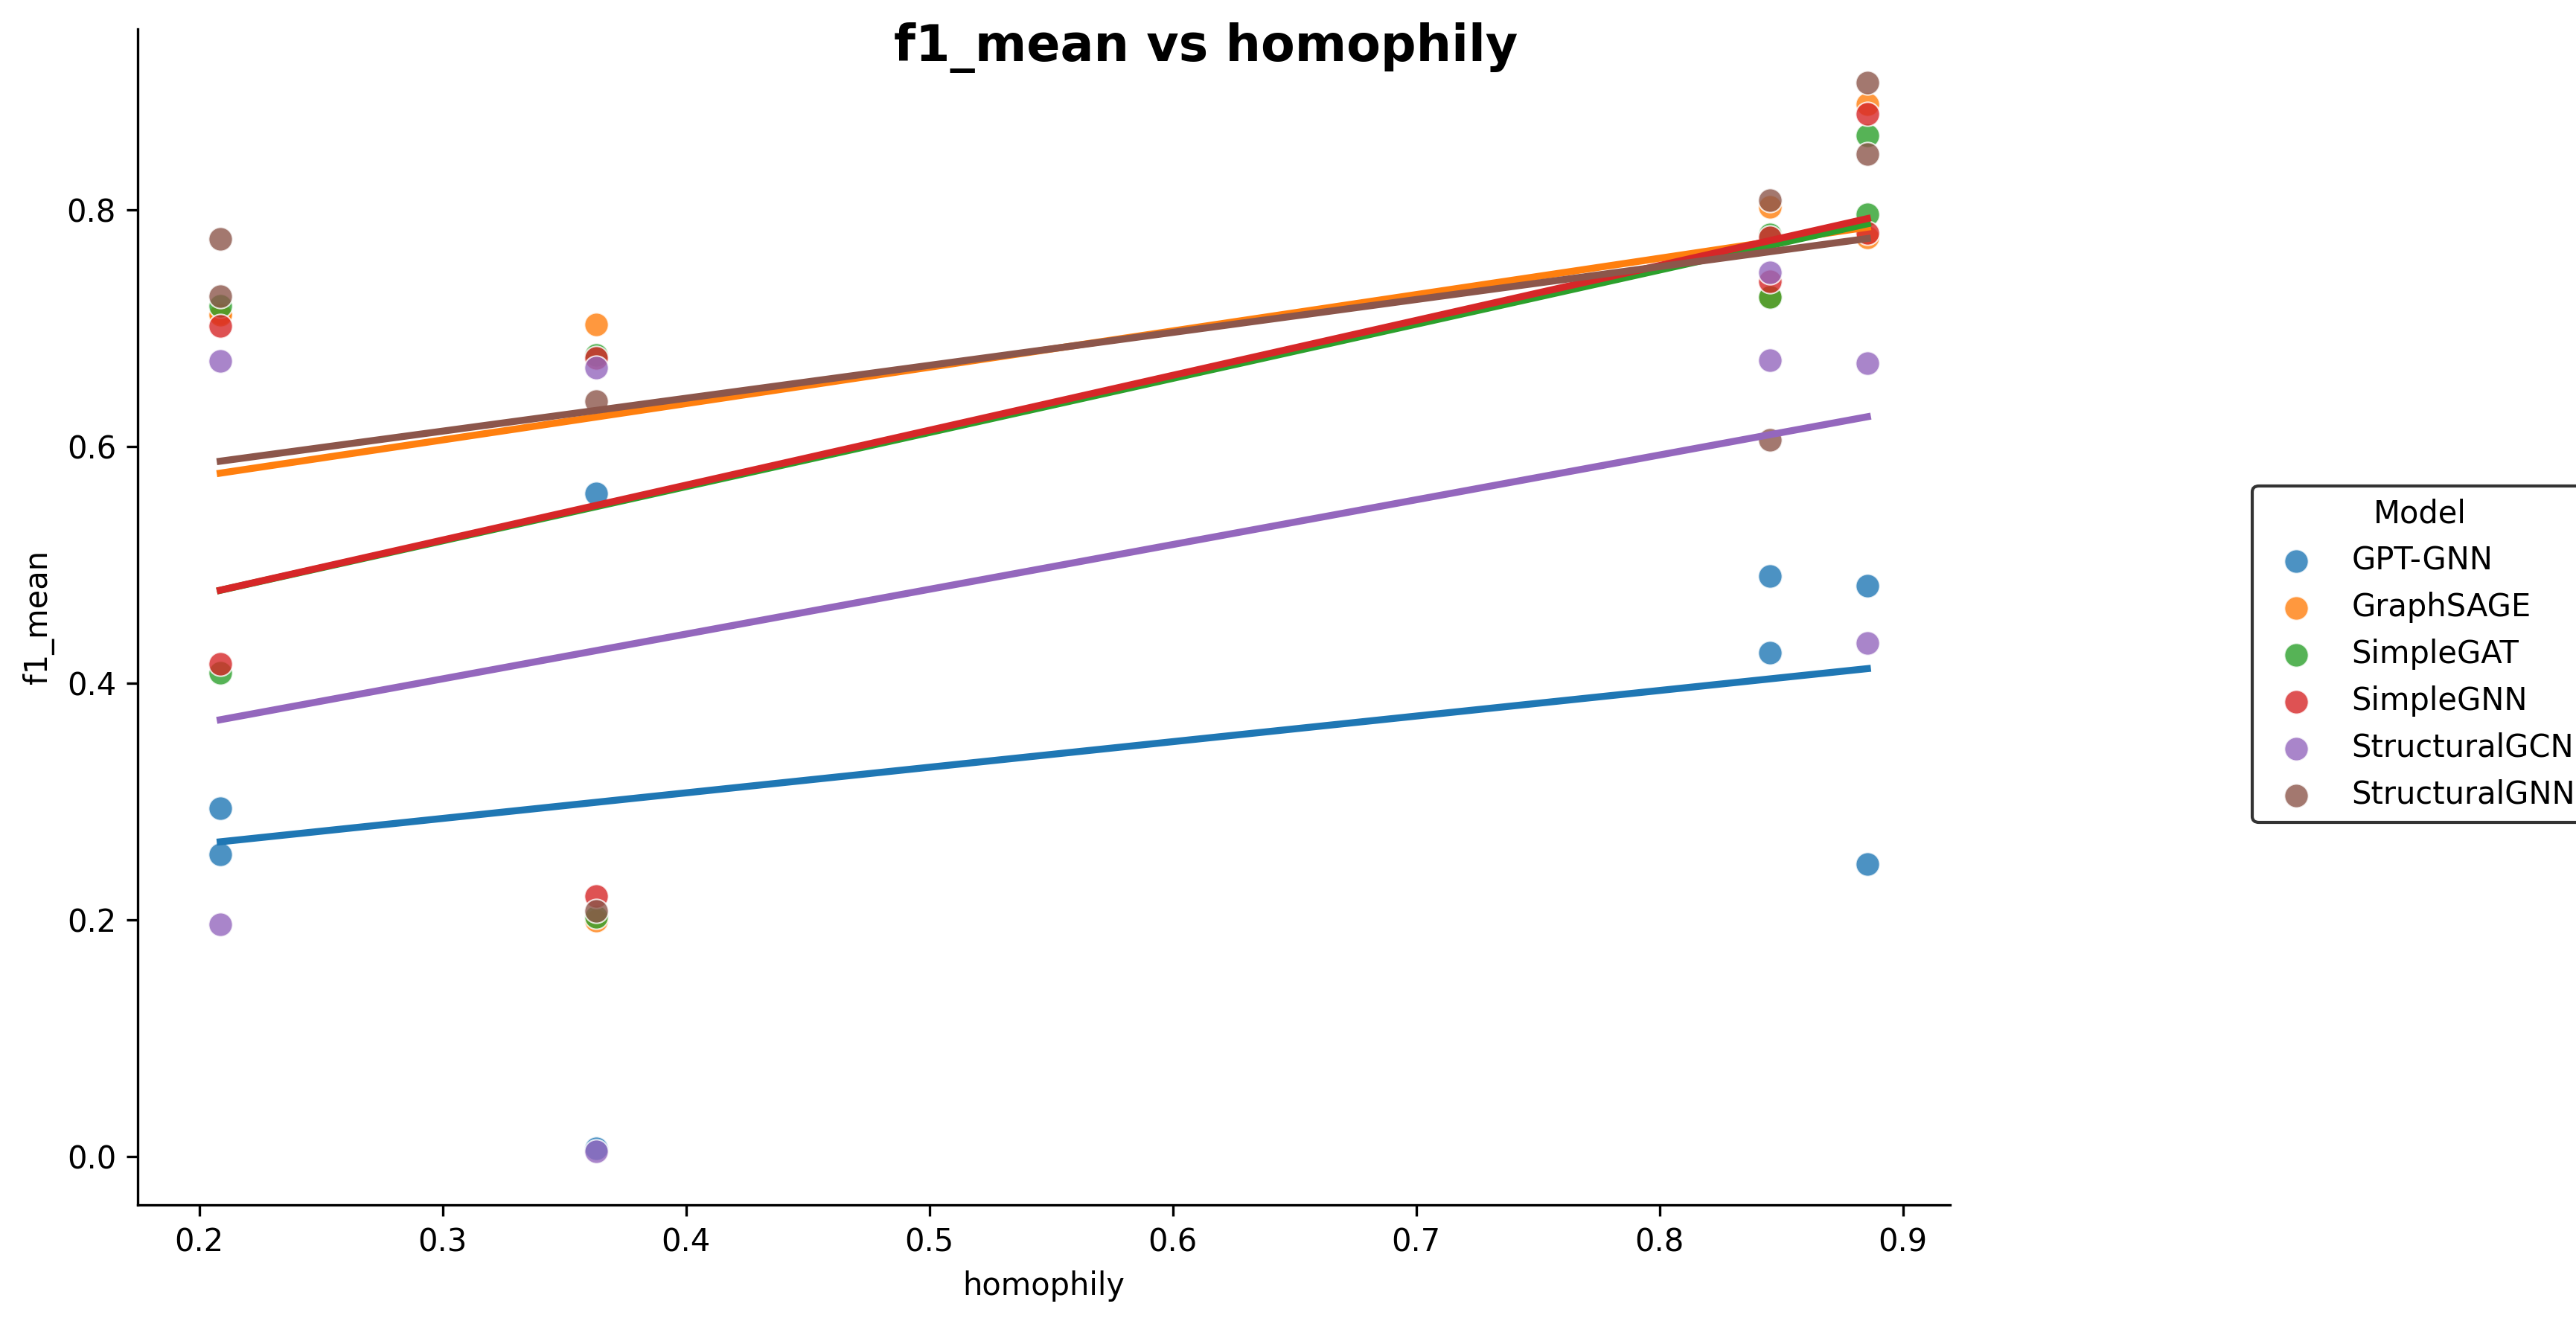 f1_mean vs homophily
0.8
0.6
0.4
0.2
0.0
f1_mean
0.2 0.3 0.4 0.5 0.6 0.7 0.8 0.9
homophily
Model
GPT-GNN
GraphSAGE
SimpleGAT
SimpleGNN
StructuralGCN
StructuralGNN